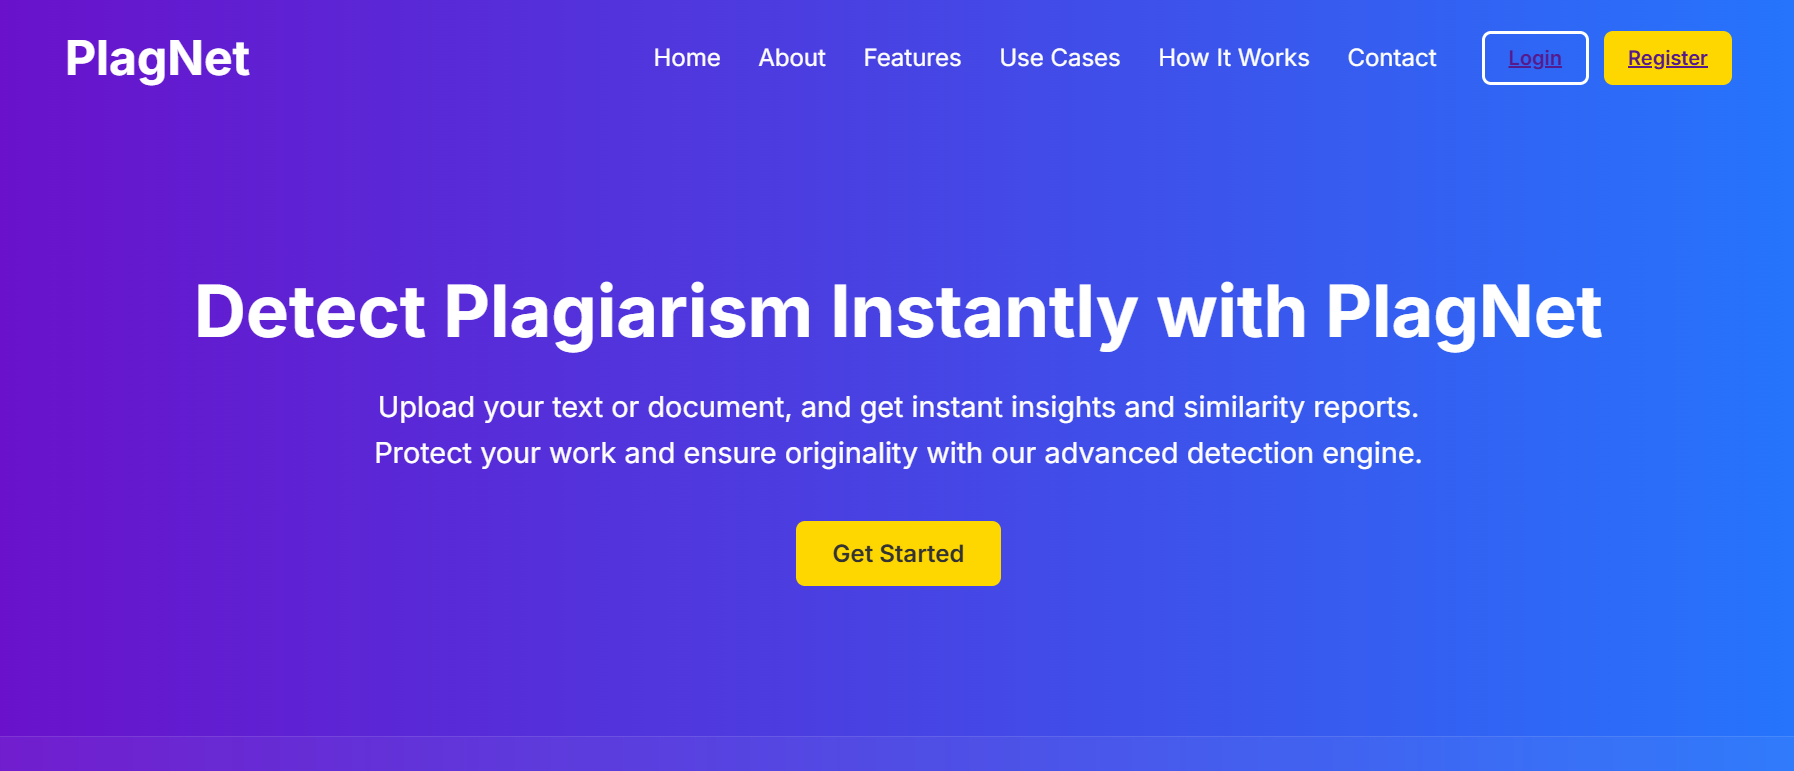 PlagNet
Home About Features Use Cases How It Works Contact Login Register
Detect Plagiarism Instantly with PlagNet
Upload your text or document, and get instant insights and similarity reports.
Protect your work and ensure originality with our advanced detection engine.
Get Started